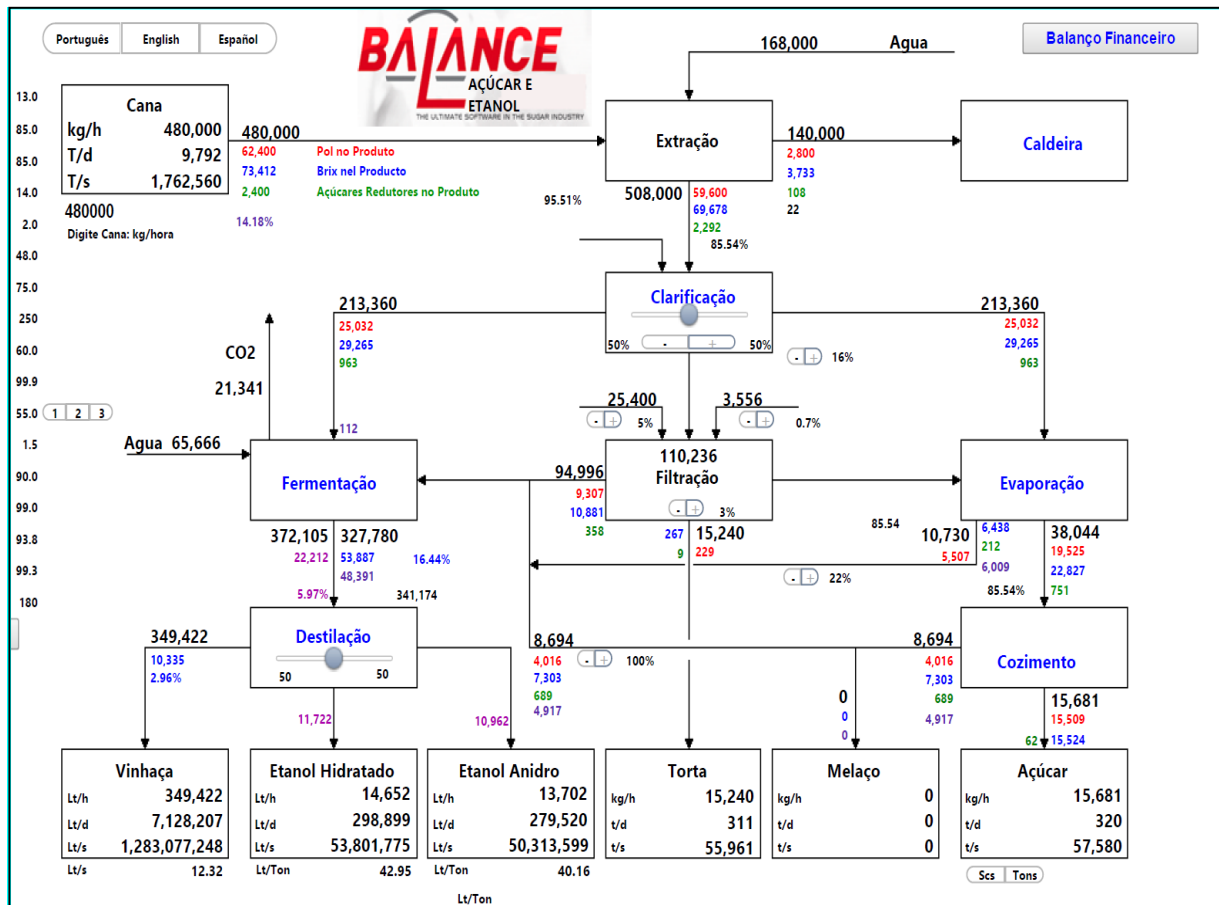 Português English Español
BALANCE
AÇÚCAR E
ETANOL
THE ULTIMATE SOFTWARE IN THE SUGAR INDUSTRY
168,000 Agua
Balanço Financeiro
13.0
85.0
85.0
14.0
2.0
48.0
75.0
250
60.0
99.9
55.0
1.5
90.0
99.0
93.8
99.3
180
Cana
kg/h 480,000
T/d 9,792
T/s 1,762,560
480000
Digite Cana: kg/hora
480,000
62,400 Pol no Produto
73,412 Brix nel Producto
2,400 Açúcares Redutores no Produto
14.18%
95.51%
Extração
140,000
2,800
3,733
108
22
Caldeira
508,000 59,600
69,678
2,292
85.54%
Clarificação
50% - + 50%
- + 16%
213,360
25,032
29,265
963
112
213,360
25,032
29,265
963
CO2
21,341
1 2 3
Agua 65,666
25,400
- + 5%
3,556
- + 0.7%
Fermentação
94,996
9,307
10,881
358
110,236
Filtração
- + 3%
Evaporação
372,105 327,780
22,212 53,887 16.44%
48,391
5.97%
341,174
267 15,240
9 229
85.54
10,730
5,507
6,438
212
6,009
38,044
19,525
22,827
751
85.54%
- + 22%
349,422
10,335
2.96%
Destilação
50 50
8,694
4,016
7,303
689
4,917
- + 100%
8,694
4,016
7,303
689
4,917
Cozimento
11,722
10,962
0
0
0
15,681
15,509
62 15,524
Vinhaça
Lt/h 349,422
Lt/d 7,128,207
Lt/s 1,283,077,248
Lt/s 12.32
Etanol Hidratado
Lt/h 14,652
Lt/d 298,899
Lt/s 53,801,775
Lt/Ton 42.95
Etanol Anidro
Lt/h 13,702
Lt/d 279,520
Lt/s 50,313,599
Lt/Ton 40.16
Lt/Ton
Torta
kg/h 15,240
t/d 311
t/s 55,961
Melaço
kg/h 0
t/d 0
t/s 0
Açúcar
kg/h 15,681
t/d 320
t/s 57,580
Scs Tons